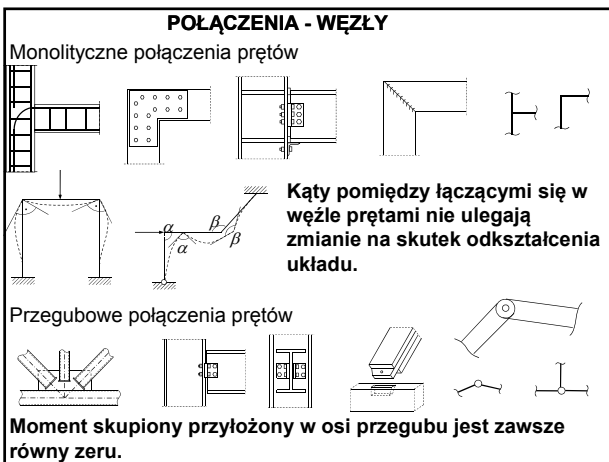 POŁĄCZENIA - WĘZŁY
Monolityczne połączenia prętów
α
α
β
β
Kąty pomiędzy łączącymi się w
węźle prętami nie ulegają
zmianie na skutek odkształcenia
układu.
Przegubowe połączenia prętów
Moment skupiony przyłożony w osi przegubu jest zawsze
równy zeru.